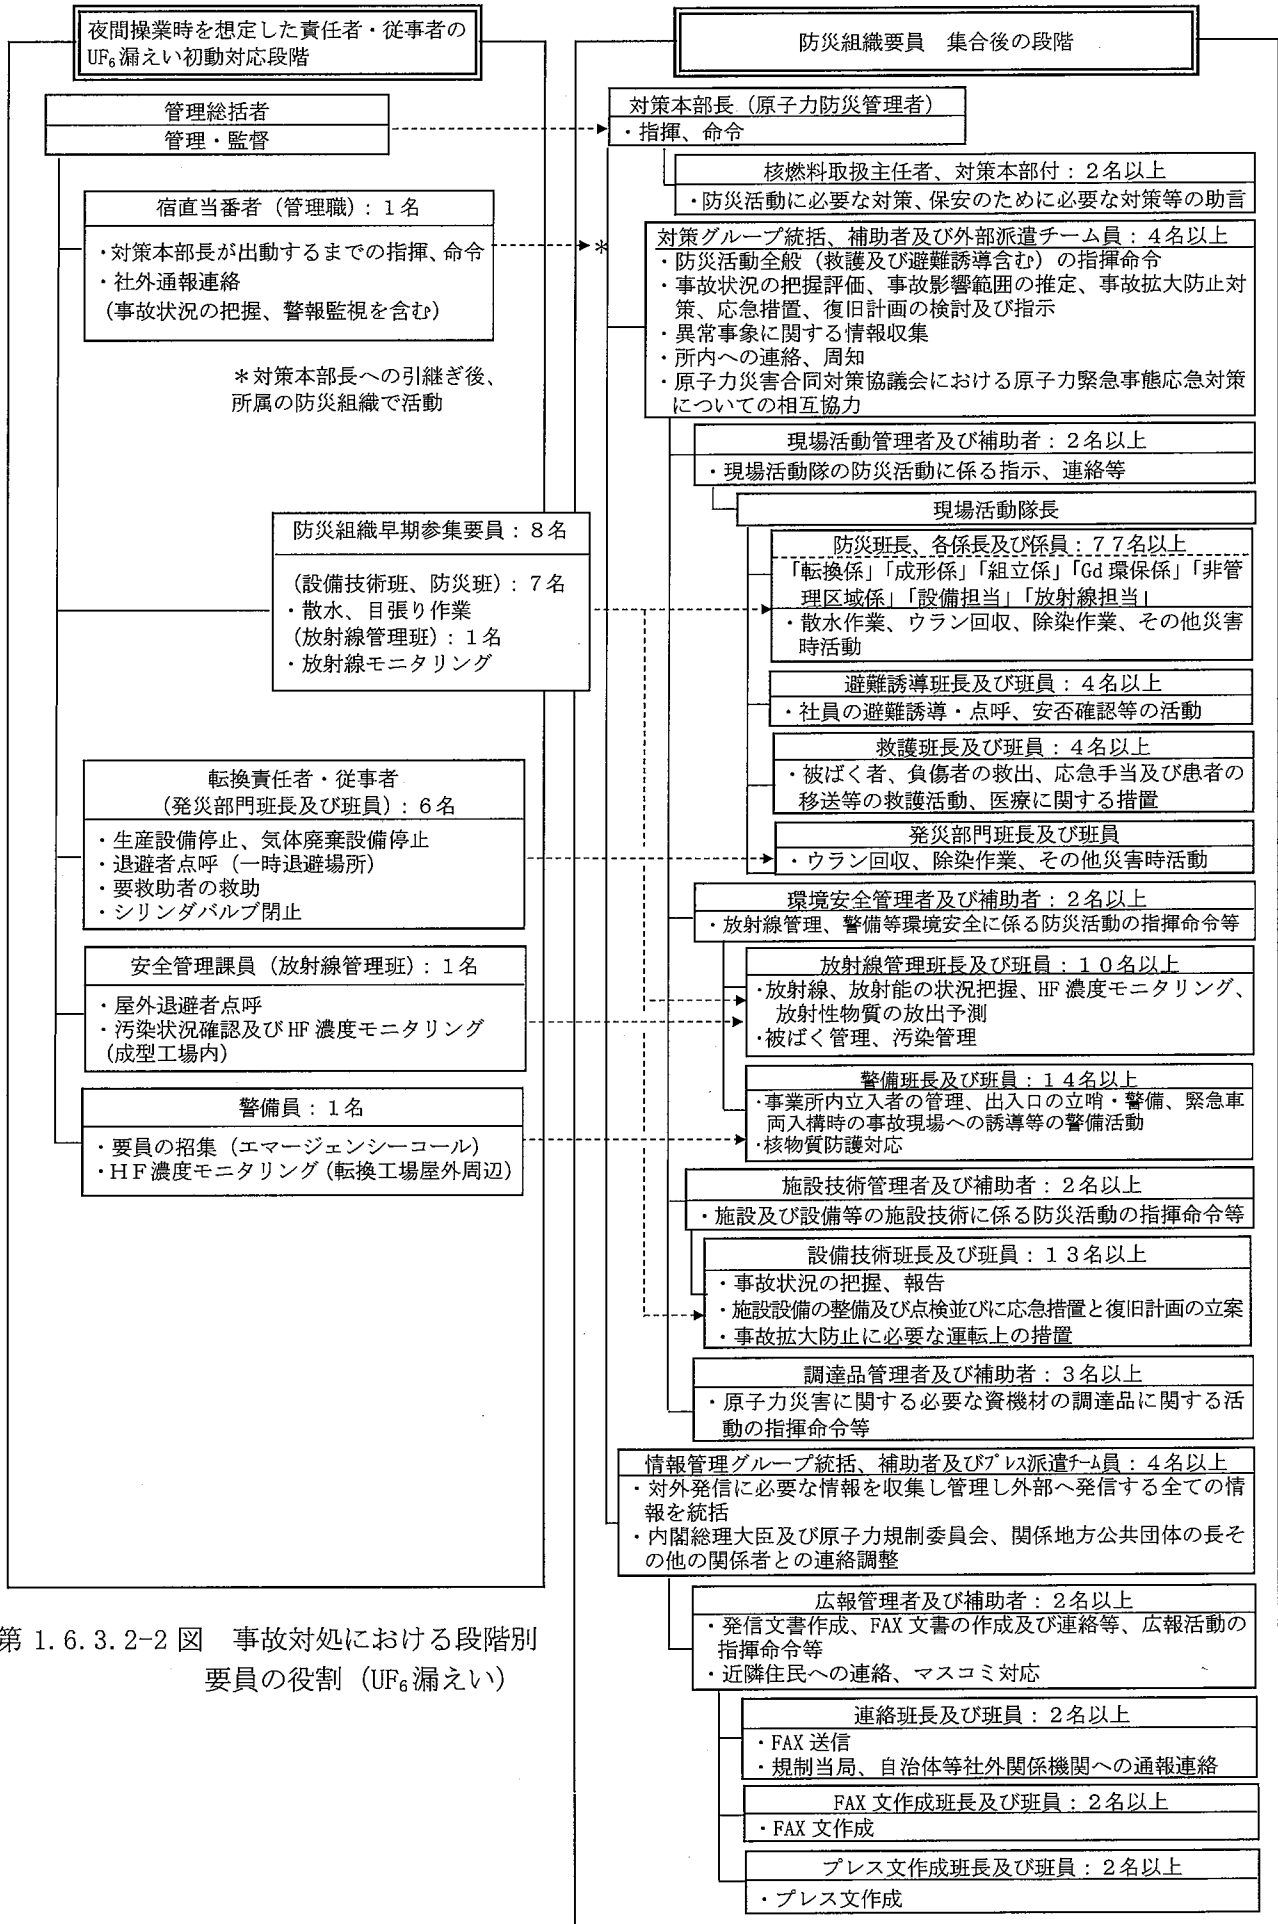 夜間操業時を想定した責任者・従事者の
UF₆漏えい初動対応段階
管理総括者
管理・監督
宿直当番者（管理職）：１名
・対策本部長が出動するまでの指揮、命令
・社外通報連絡
（事故状況の把握、警報監視を含む）
＊対策本部長への引継ぎ後、
所属の防災組織で活動
防災組織早期参集要員：８名
（設備技術班、防災班）：７名
・散水、目張り作業
（放射線管理班）：１名
・放射線モニタリング
転換責任者・従事者
（発災部門班長及び班員）：６名
・生産設備停止、気体廃棄設備停止
・退避者点呼（一時退避場所）
・要救助者の救助
・シリンダバルブ閉止
安全管理課員（放射線管理班）：１名
・屋外退避者点呼
・汚染状況確認及びHF濃度モニタリング
（成型工場内）
警備員：１名
・要員の招集（エマージェンシーコール）
・ＨＦ濃度モニタリング（転換工場屋外周辺）
第 1.6.3.2-2 図　事故対処における段階別
要員の役割（UF₆漏えい）
防災組織要員　集合後の段階
対策本部長（原子力防災管理者）
・指揮、命令
核燃料取扱主任者、対策本部付：２名以上
・防災活動に必要な対策、保安のために必要な対策等の助言
＊
対策グループ統括、補助者及び外部派遣チーム員：４名以上
・防災活動全般（救護及び避難誘導含む）の指揮命令
・事故状況の把握評価、事故影響範囲の推定、事故拡大防止対
策、応急措置、復旧計画の検討及び指示
・異常事象に関する情報収集
・所内への連絡、周知
・原子力災害合同対策協議会における原子力緊急事態応急対策
についての相互協力
現場活動管理者及び補助者：２名以上
・現場活動隊の防災活動に係る指示、連絡等
現場活動隊長
防災班長、各係長及び係員：７７名以上
「転換係」「成形係」「組立係」「Gd 環保係」「非管
理区域係」「設備担当」「放射線担当」
・散水作業、ウラン回収、除染作業、その他災害
時活動
避難誘導班長及び班員：４名以上
・社員の避難誘導・点呼、安否確認等の活動
救護班長及び班員：４名以上
・被ばく者、負傷者の救出、応急手当及び患者の
移送等の救護活動、医療に関する措置
発災部門班長及び班員
・ウラン回収、除染作業、その他災害時活動
環境安全管理者及び補助者：２名以上
・放射線管理、警備等環境安全に係る防災活動の指揮命令等
放射線管理班長及び班員：１０名以上
・放射線、放射能の状況把握、HF濃度モニタリング、
放射性物質の放出予測
・被ばく管理、汚染管理
警備班長及び班員：１４名以上
・事業所内立入者の管理、出入口の立哨・警備、緊急車
両入構時の事故現場への誘導等の警備活動
・核物質防護対応
施設技術管理者及び補助者：２名以上
・施設及び設備等の施設技術に係る防災活動の指揮命令等
設備技術班長及び班員：１３名以上
・事故状況の把握、報告
・施設設備の整備及び点検並びに応急措置と復旧計画の立案
・事故拡大防止に必要な運転上の措置
調達品管理者及び補助者：３名以上
・原子力災害に関する必要な資機材の調達品に関する活
動の指揮命令等
情報管理グループ統括、補助者及びﾌﾟﾚｽ派遣ﾁｰﾑ員：４名以上
・対外発信に必要な情報を収集し管理し外部へ発信する全ての情
報を統括
・内閣総理大臣及び原子力規制委員会、関係地方公共団体の長そ
の他の関係者との連絡調整
広報管理者及び補助者：２名以上
・発信文書作成、FAX 文書の作成及び連絡等、広報活動の
指揮命令等
・近隣住民への連絡、マスコミ対応
連絡班長及び班員：２名以上
・FAX 送信
・規制当局、自治体等社外関係機関への通報連絡
FAX 文作成班長及び班員：２名以上
・FAX 文作成
プレス文作成班長及び班員：２名以上
・プレス文作成